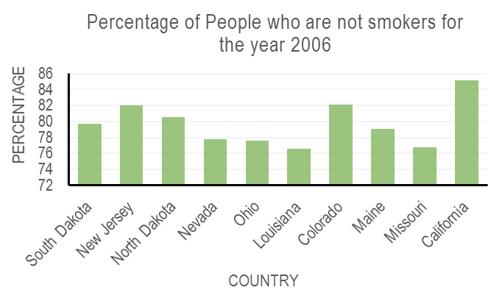 Percentage of People who are not smokers for
the year 2006
PERCENTAGE
86
84
82
80
78
76
74
72
South Dakota
New Jersey
North Dakota
Nevada
Ohio
Louisiana
Colorado
Maine
Missouri
California
COUNTRY